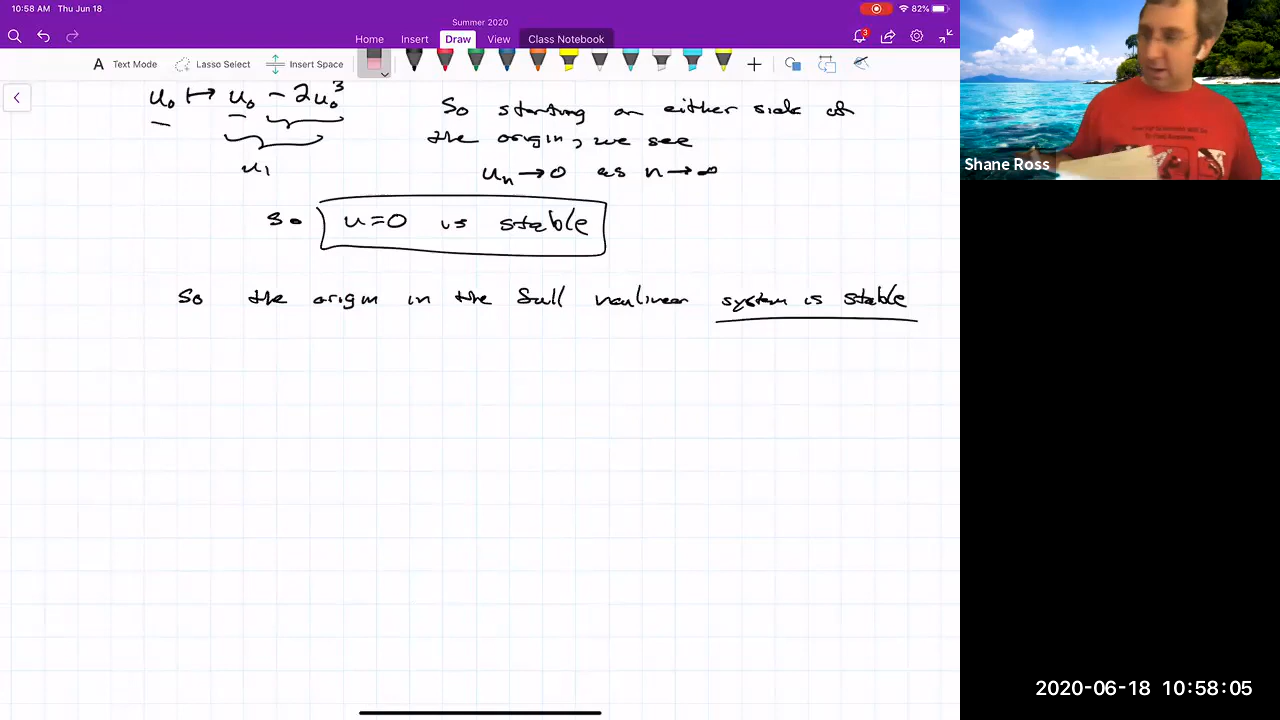 10:58 AM Thu Jun 18
82%
Summer 2020
Home Insert Draw View Class Notebook
3
A Text Mode Lasso Select Insert Space
u₀ ↦ u₀ − 2u₀³
u₁
So starting on either side of
the origin, we see
uₙ → 0 as n → ∞
so u=0 is stable
So the origin in the full nonlinear system is stable
Shane Ross
2020-06-18 10:58:05